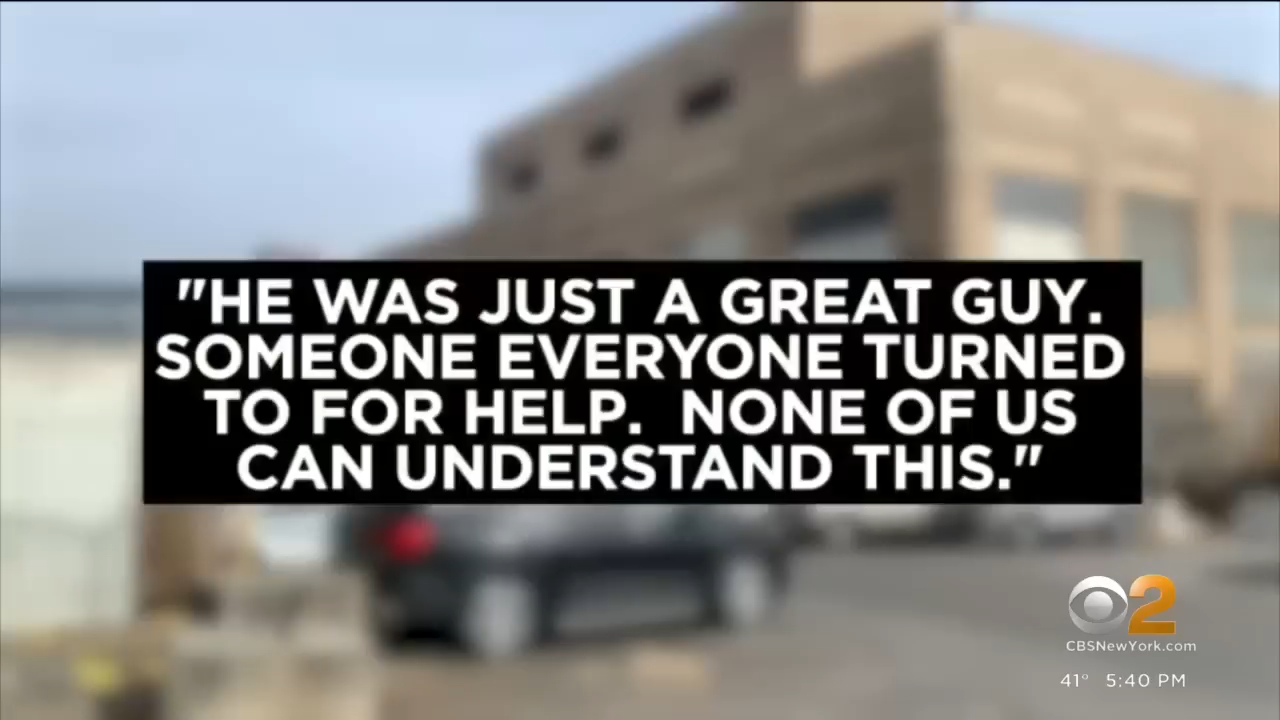 "HE WAS JUST A GREAT GUY.
SOMEONE EVERYONE TURNED
TO FOR HELP. NONE OF US
CAN UNDERSTAND THIS."
2
CBSNewYork.com
41° 5:40 PM